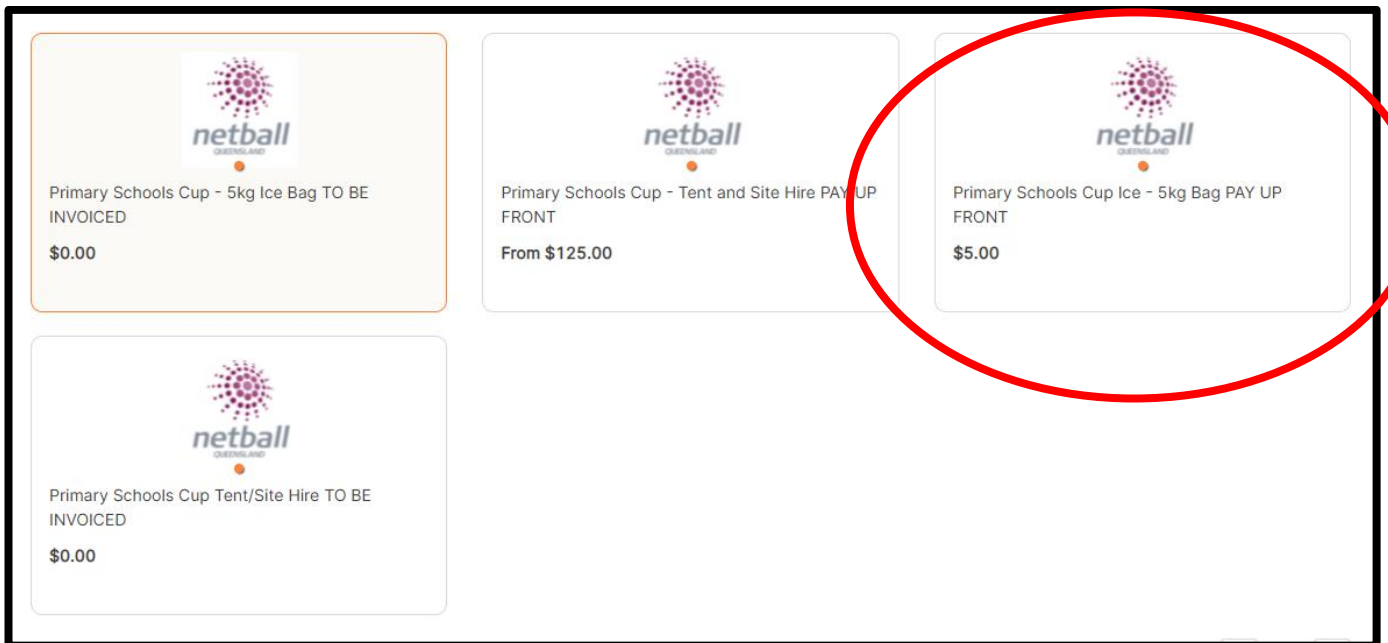 netball
QUEENSLAND
Primary Schools Cup - 5kg Ice Bag TO BE
INVOICED
$0.00
netball
QUEENSLAND
Primary Schools Cup - Tent and Site Hire PAY UP
FRONT
From $125.00
netball
QUEENSLAND
Primary Schools Cup Ice - 5kg Bag PAY UP
FRONT
$5.00
netball
QUEENSLAND
Primary Schools Cup Tent/Site Hire TO BE
INVOICED
$0.00